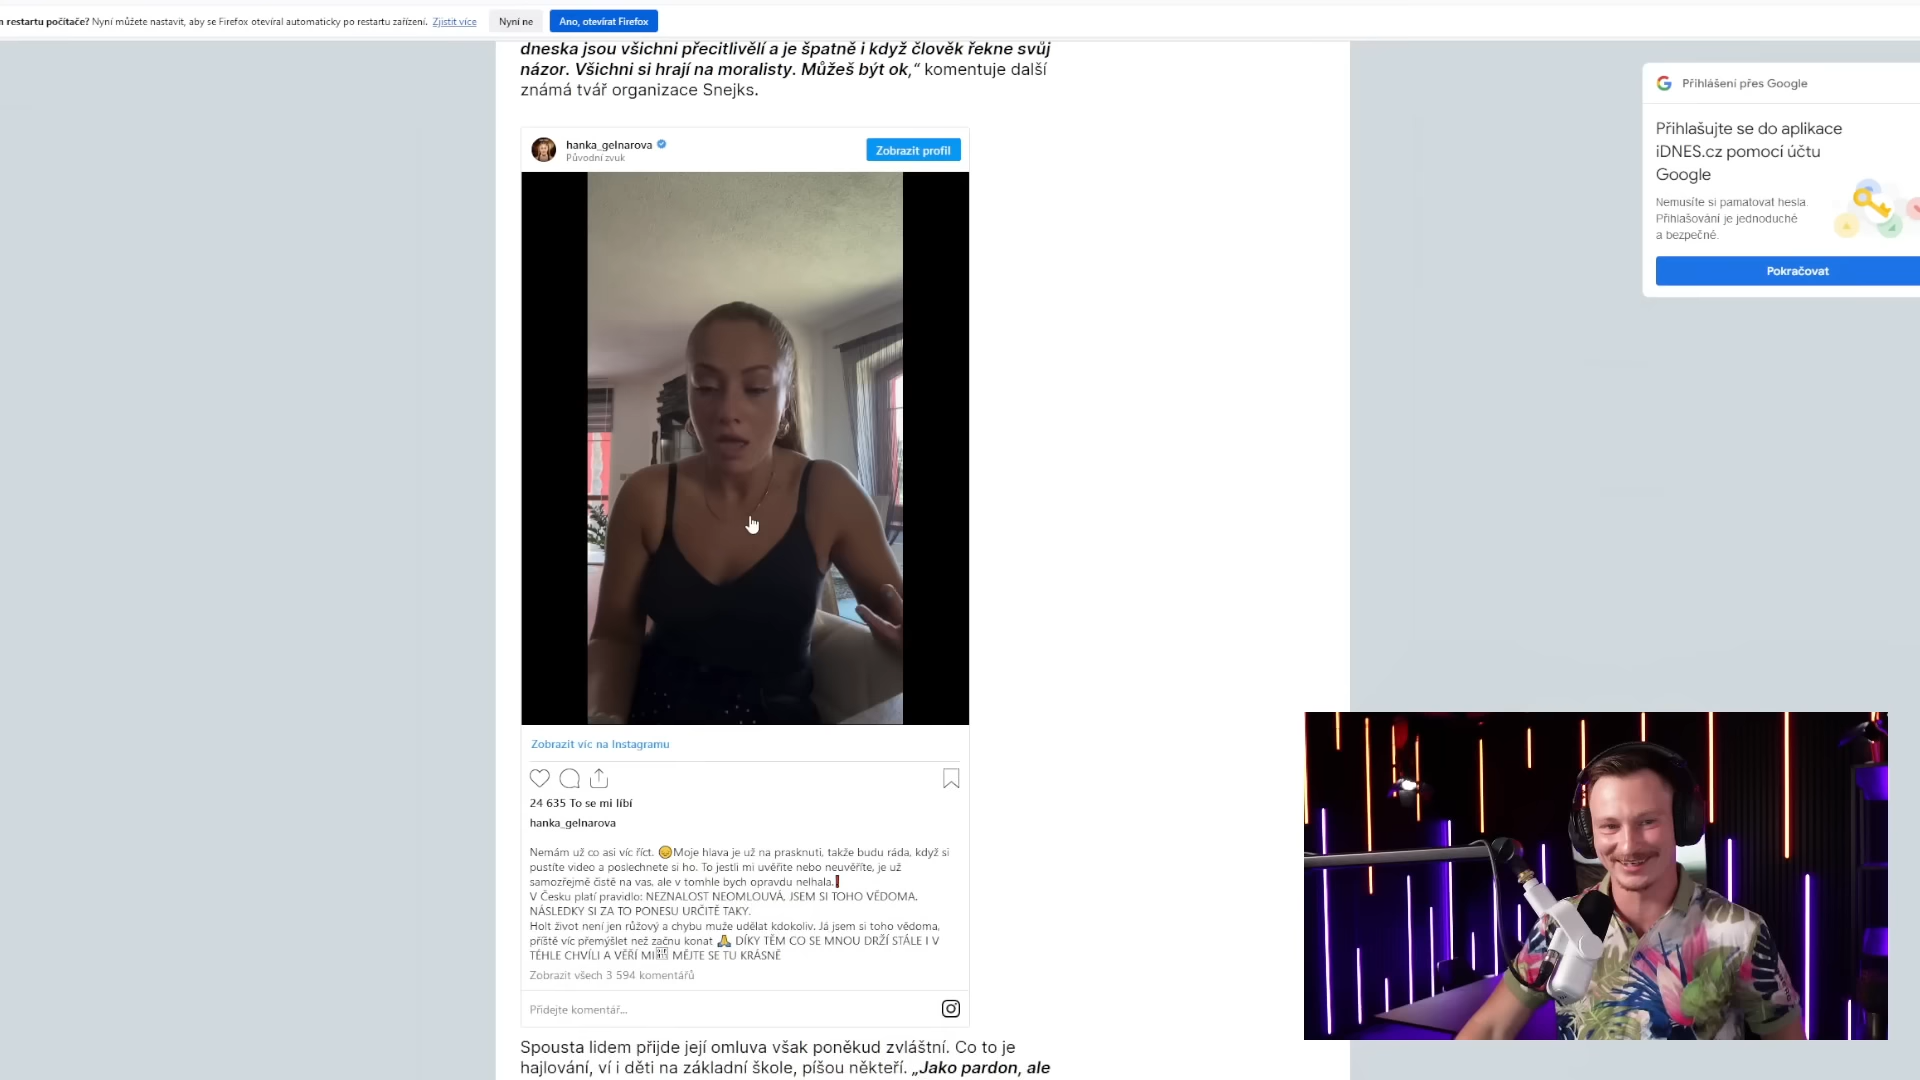 restartu počítače? Nyní můžete nastavit, aby se Firefox otevíral automaticky po restartu zařízení. Zjistit více
Nyní ne
Ano, otevírat Firefox
dneska jsou všichni přecitlivělí a je špatně i když člověk řekne svůj
názor. Všichni si hrají na moralisty. Můžeš být ok,“ komentuje další
známá tvář organizace Snejks.
hanka_gelnarova
Původní zvuk
Zobrazit profil
Zobrazit víc na Instagramu
24 635 To se mi líbí
hanka_gelnarova
Nemám už co asi víc říct. 😔Moje hlava je už na prasknuti, takže budu ráda, když si
pustíte video a poslechnete si ho. To jestli mi uvěřite nebo neuvěříte, je už
samozřejmě čistě na vas, ale v tomhle bych opravdu nelhala.❗
V Česku platí pravidlo: NEZNALOST NEOMLOUVÁ, JSEM SI TOHO VĚDOMA.
NÁSLEDKY SI ZA TO PONESU URČITĚ TAKY.
Holt život není jen růžový a chybu muže udělat kdokoliv. Já jsem si toho vědoma,
příště víc přemýšlet než začnu konat 🙏 DÍKY TĚM CO SE MNOU DRŽÍ STÁLE I V
TÉHLE CHVÍLI A VĚŘÍ MI MĚJTE SE TU KRÁSNĚ
Zobrazit všech 3 594 komentářů
Přidejte komentář...
Spousta lidem přijde její omluva však poněkud zvláštní. Co to je
hajlování, ví i děti na základní škole, píšou někteří. „Jako pardon, ale
Přihlášení přes Google
Přihlašujte se do aplikace
iDNES.cz pomocí účtu
Google
Nemusíte si pamatovat hesla.
Přihlašování je jednoduché
a bezpečné.
Pokračovat